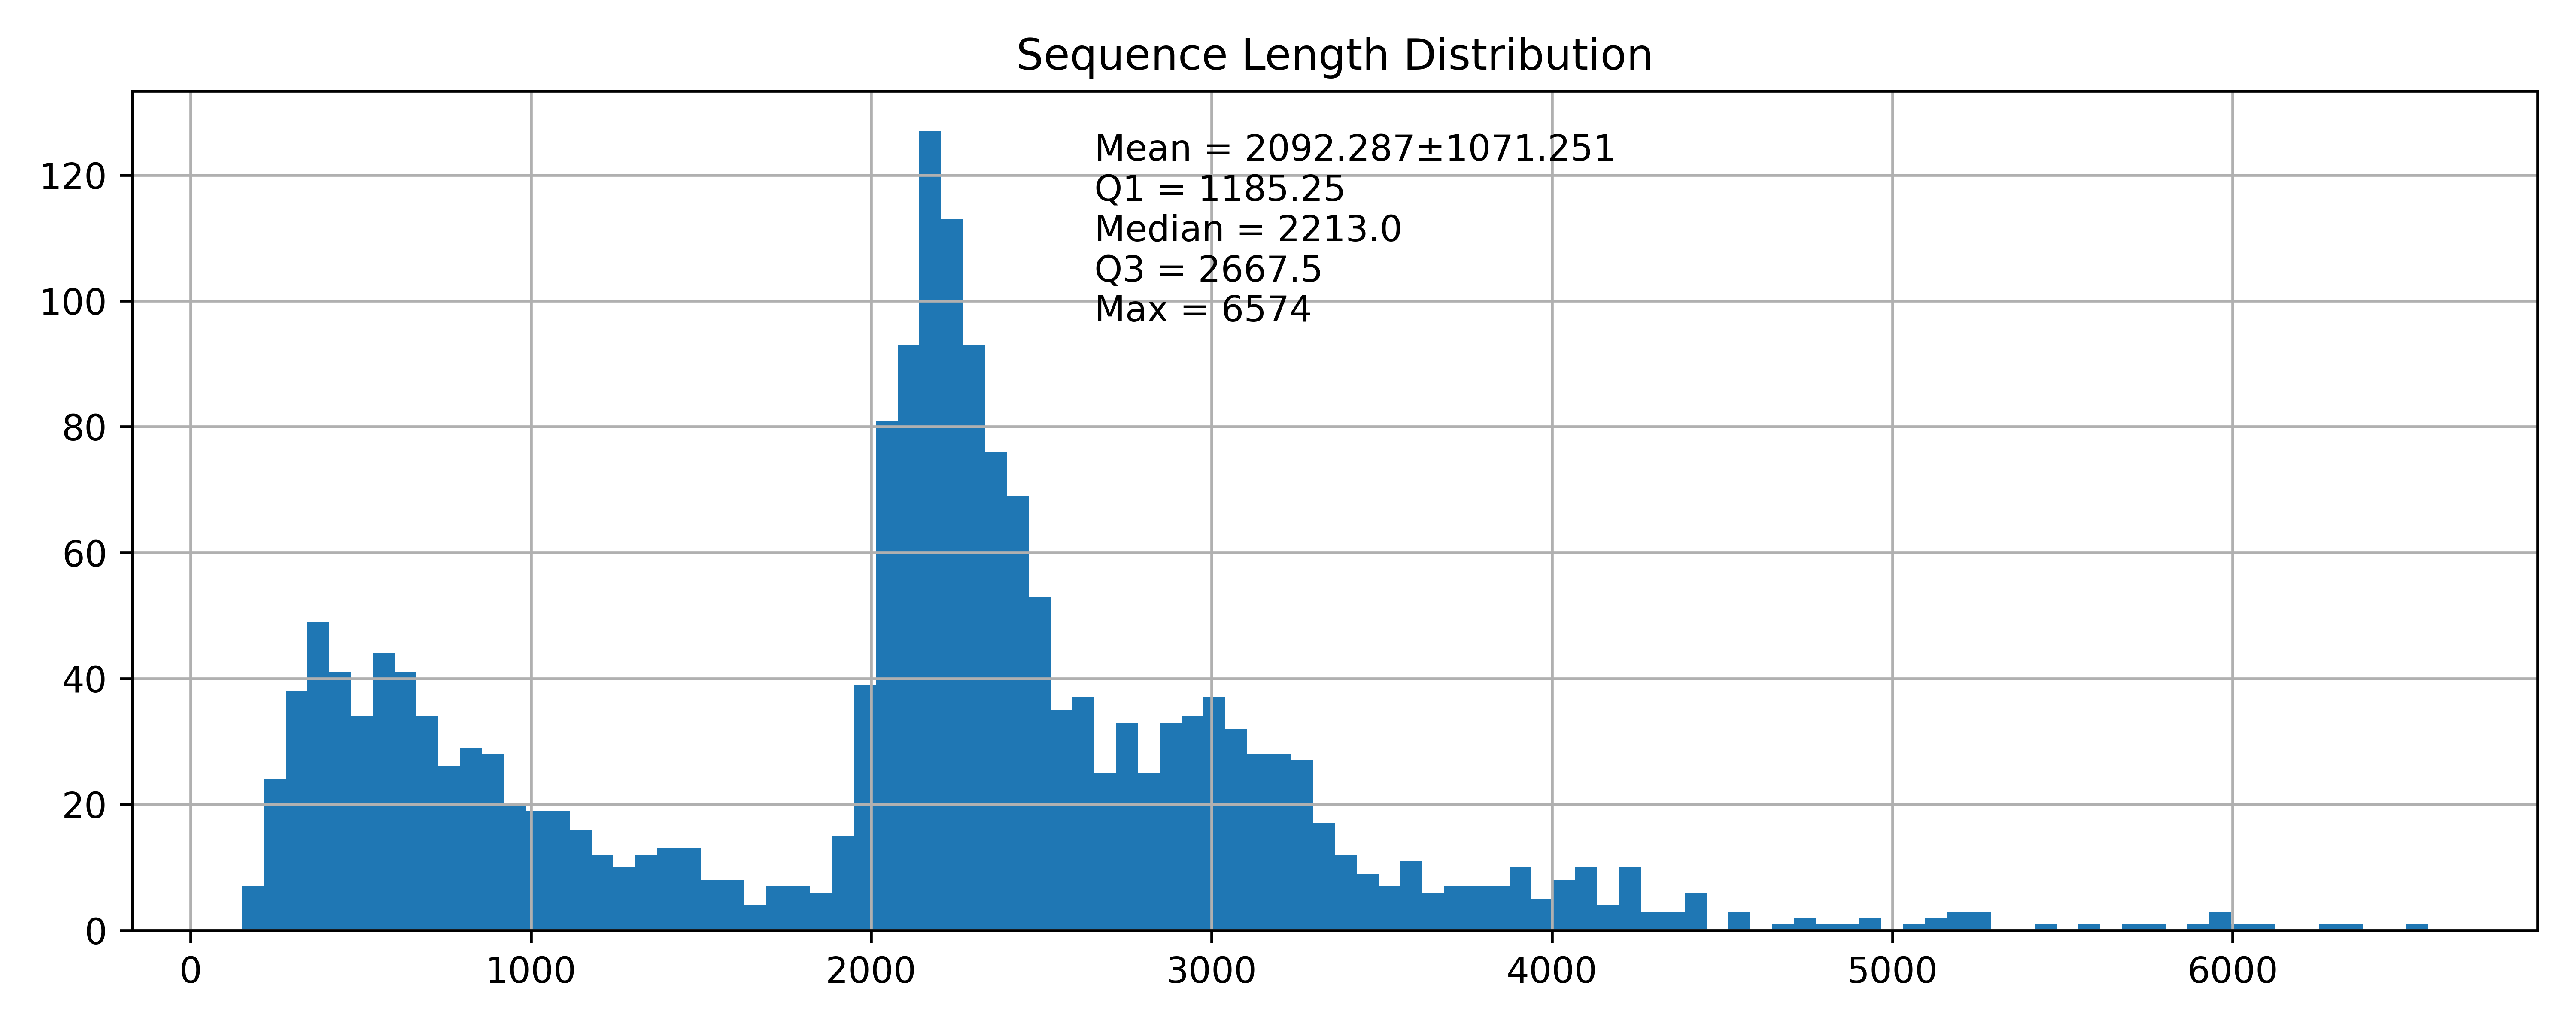 Sequence Length Distribution
Mean = 2092.287±1071.251
Q1 = 1185.25
Median = 2213.0
Q3 = 2667.5
Max = 6574
120
100
80
60
40
20
0
0 1000 2000 3000 4000 5000 6000